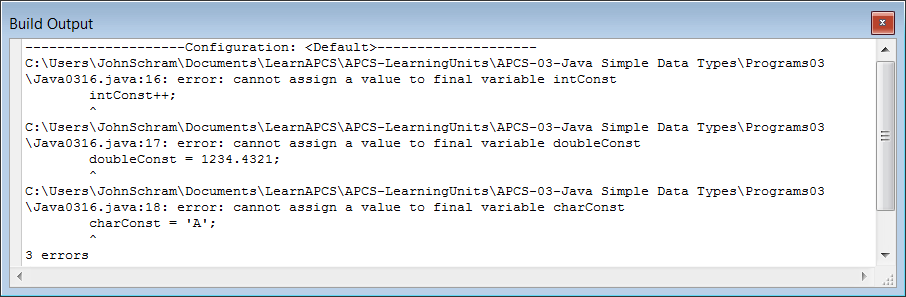 Build Output
--------------------Configuration: <Default>--------------------
C:\Users\JohnSchram\Documents\LearnAPCS\APCS-LearningUnits\APCS-03-Java Simple Data Types\Programs03
\Java0316.java:16: error: cannot assign a value to final variable intConst
        intConst++;
        ^
C:\Users\JohnSchram\Documents\LearnAPCS\APCS-LearningUnits\APCS-03-Java Simple Data Types\Programs03
\Java0316.java:17: error: cannot assign a value to final variable doubleConst
        doubleConst = 1234.4321;
        ^
C:\Users\JohnSchram\Documents\LearnAPCS\APCS-LearningUnits\APCS-03-Java Simple Data Types\Programs03
\Java0316.java:18: error: cannot assign a value to final variable charConst
        charConst = 'A';
        ^
3 errors